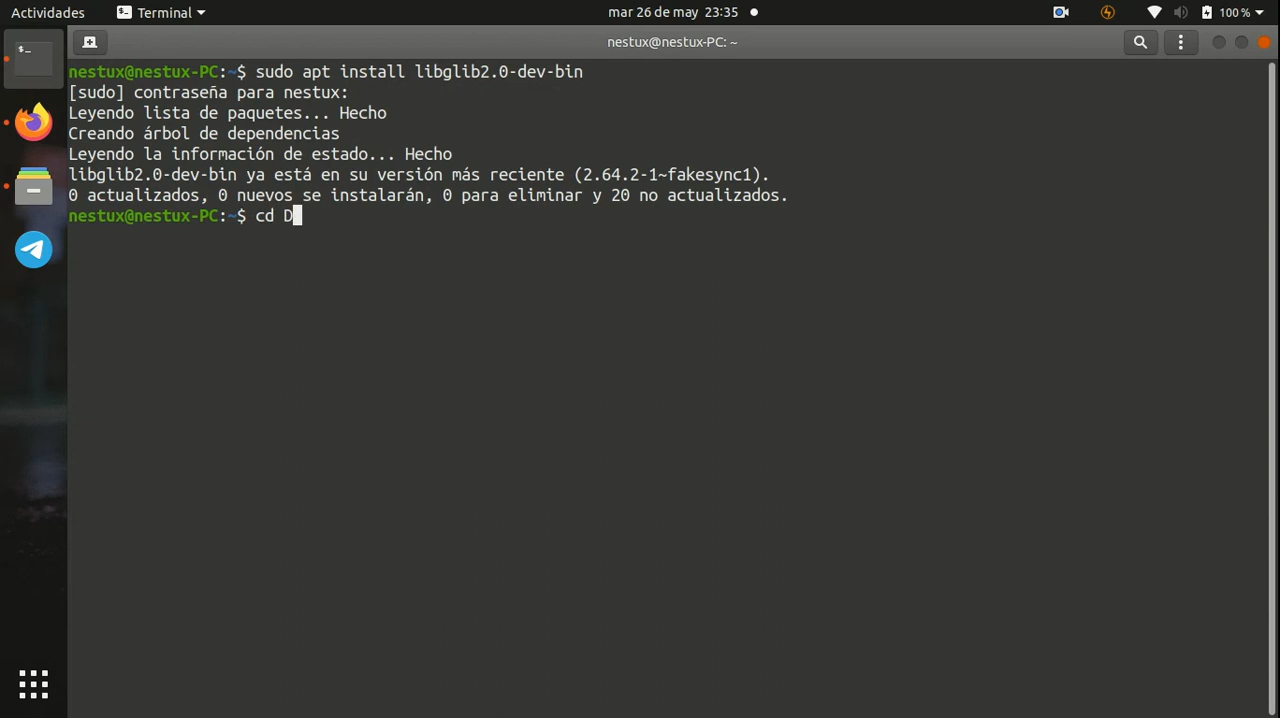 Actividades Terminal mar 26 de may 23:35 100 %
nestux@nestux-PC: ~
nestux@nestux-PC:~$ sudo apt install libglib2.0-dev-bin
[sudo] contraseña para nestux:
Leyendo lista de paquetes... Hecho
Creando árbol de dependencias
Leyendo la información de estado... Hecho
libglib2.0-dev-bin ya está en su versión más reciente (2.64.2-1~fakesync1).
0 actualizados, 0 nuevos se instalarán, 0 para eliminar y 20 no actualizados.
nestux@nestux-PC:~$ cd D